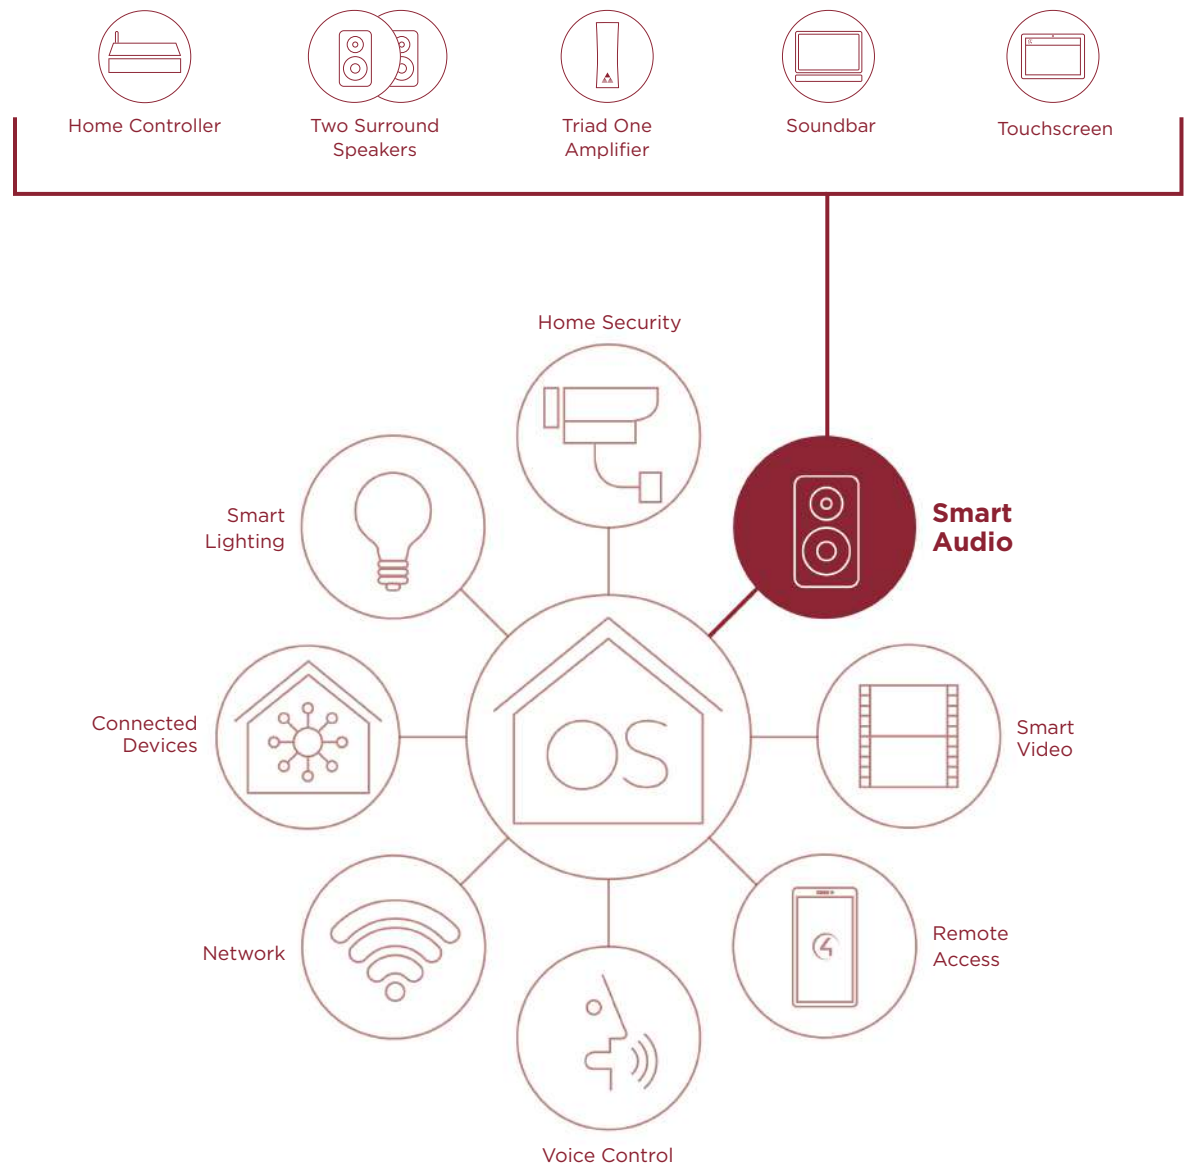 Home Controller
Two Surround
Speakers
Triad One
Amplifier
Soundbar
Touchscreen
Home Security
Smart
Lighting
Smart
Audio
Connected
Devices
OS
Smart
Video
Network
Remote
Access
4
Voice Control